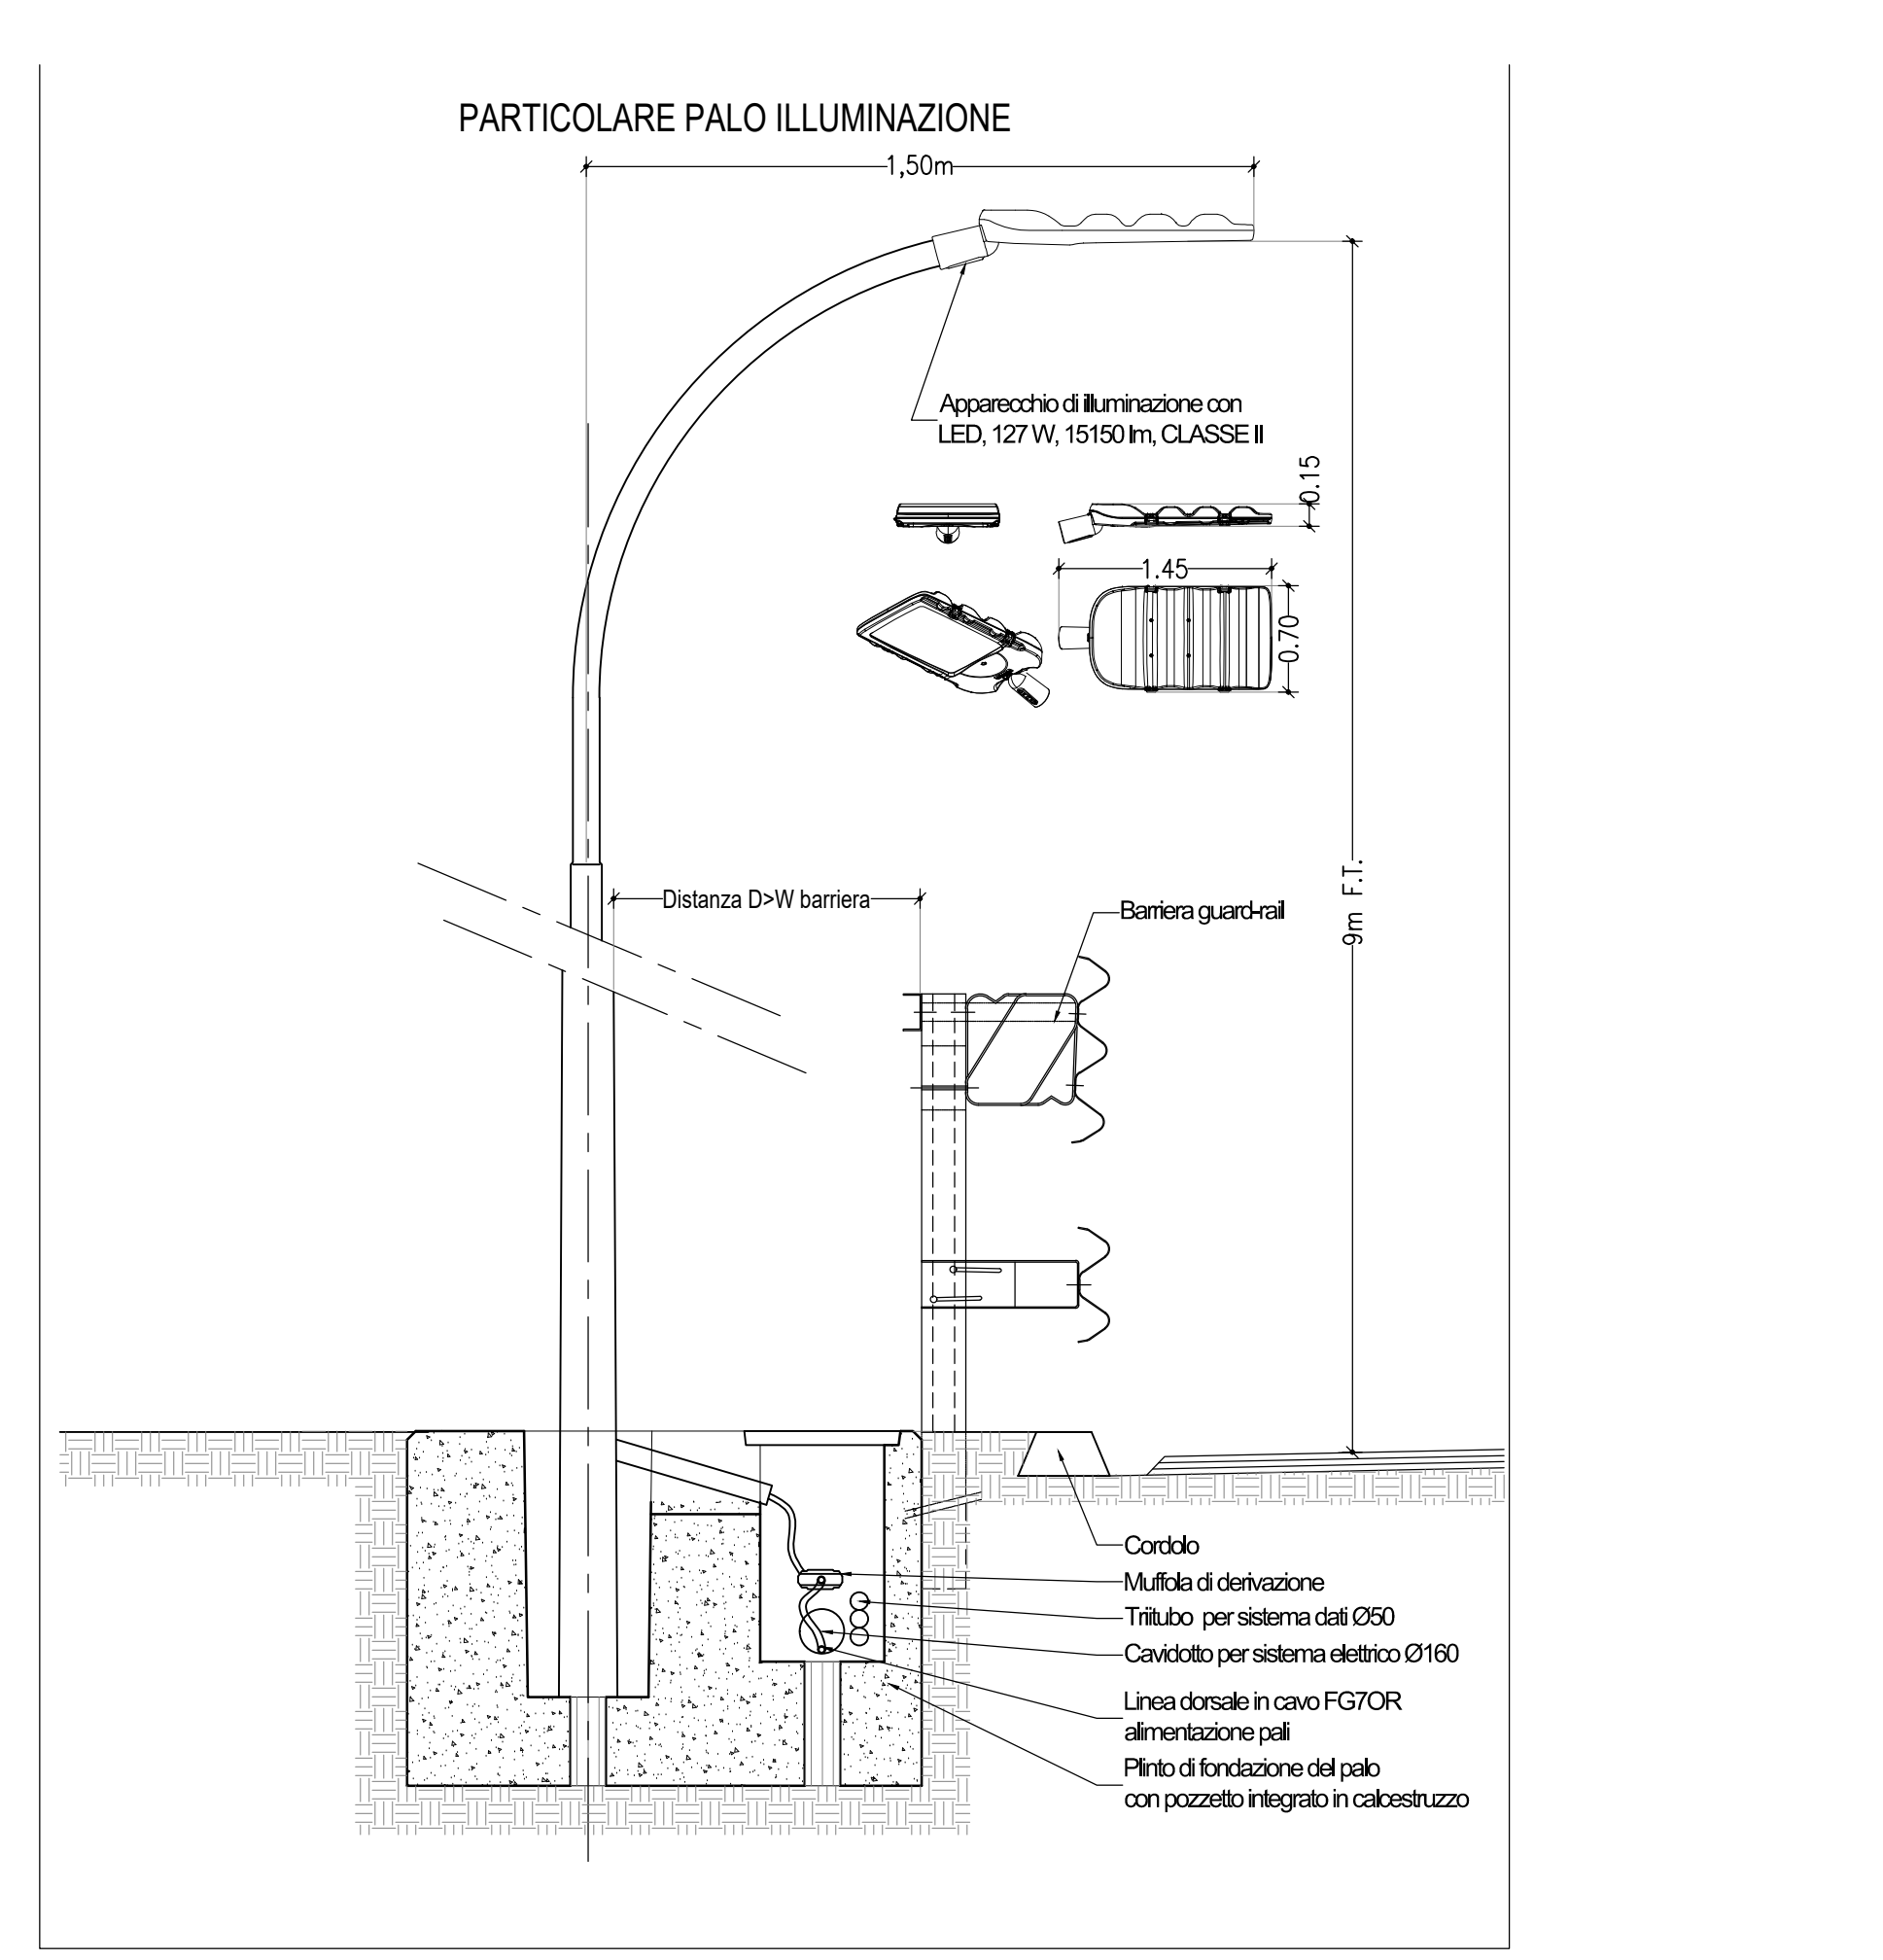 PARTICOLARE PALO ILLUMINAZIONE
1,50m
Apparecchio di illuminazione con
LED, 127 W, 15150 lm, CLASSE II
0.15
1.45
0.70
9m F.T.
Distanza D>W barriera
Barriera guard-rail
Cordolo
Muffola di derivazione
Triitubo per sistema dati Ø50
Cavidotto per sistema elettrico Ø160
Linea dorsale in cavo FG7OR
alimentazione pali
Plinto di fondazione del palo
con pozzetto integrato in calcestruzzo